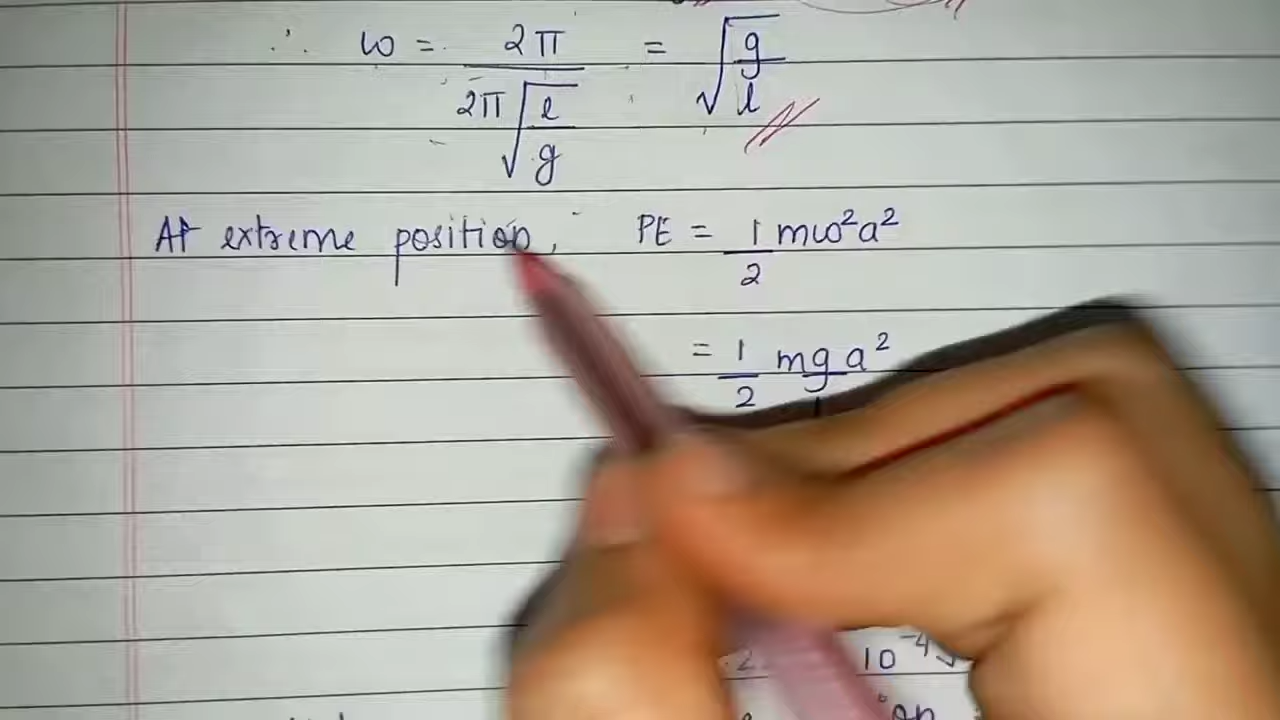 ∴ ω = 2π / 2π√(l/g) = √(g/l)
At extreme position, PE = 1/2 mω²a²
= 1/2 mg a²
10⁻⁴